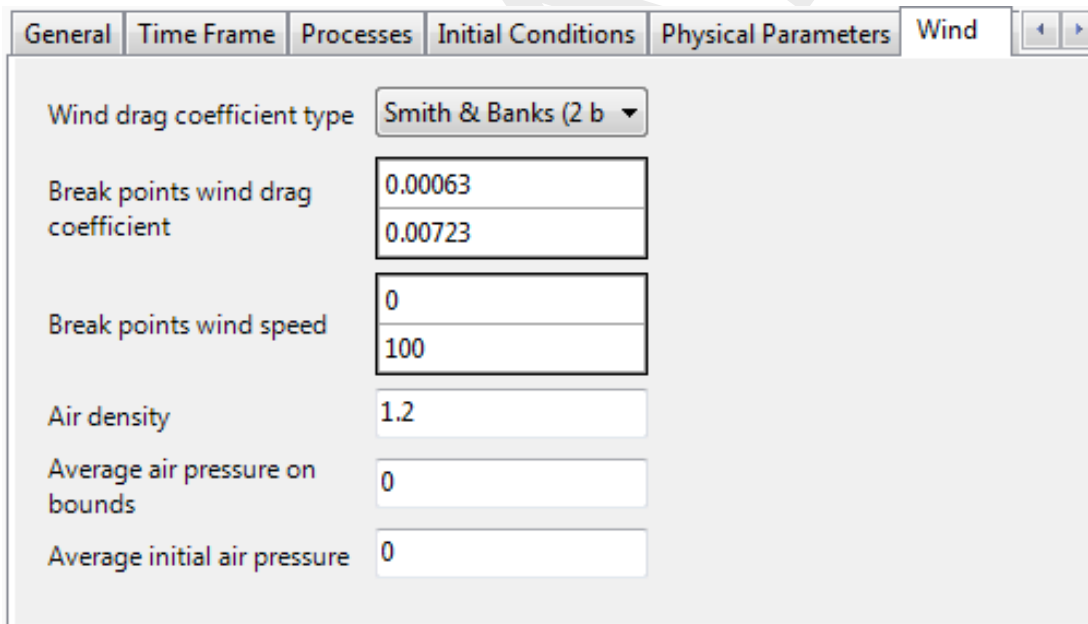 General Time Frame Processes Initial Conditions Physical Parameters Wind
Wind drag coefficient type Smith & Banks (2 b
Break points wind drag
coefficient
0.00063
0.00723
Break points wind speed
0
100
Air density 1.2
Average air pressure on
bounds
0
Average initial air pressure 0